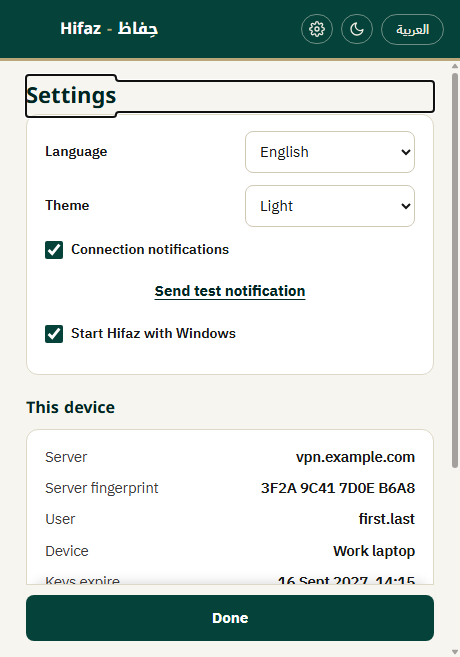 Hifaz - حِفاظ
العربية
Settings
Language
English
Theme
Light
Connection notifications
Send test notification
Start Hifaz with Windows
This device
Server
vpn.example.com
Server fingerprint
3F2A 9C41 7D0E B6A8
User
first.last
Device
Work laptop
Keys expire
16 Sept 2027, 14:15
Done